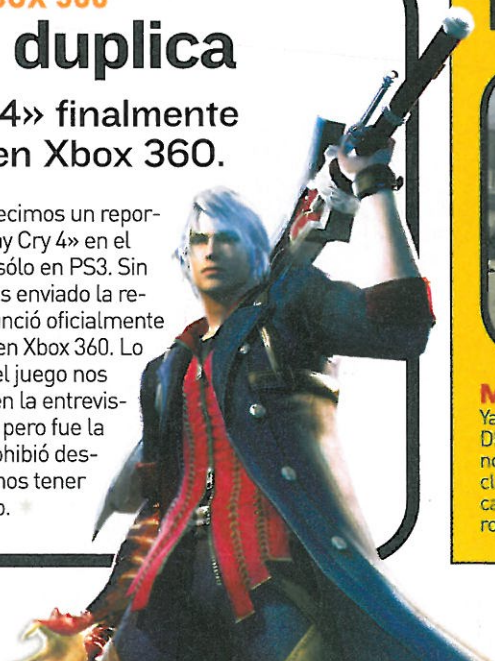 duplica
4» finalmente
en Xbox 360.
ecimos un repor-
ay Cry 4» en el
sólo en PS3. Sin
s enviado la re-
nció oficialmente
en Xbox 360. Lo
el juego nos
en la entrevis-
pero fue la
ohibió des-
mos tener
o.
M
Ya
D
no
cl
ca
ro